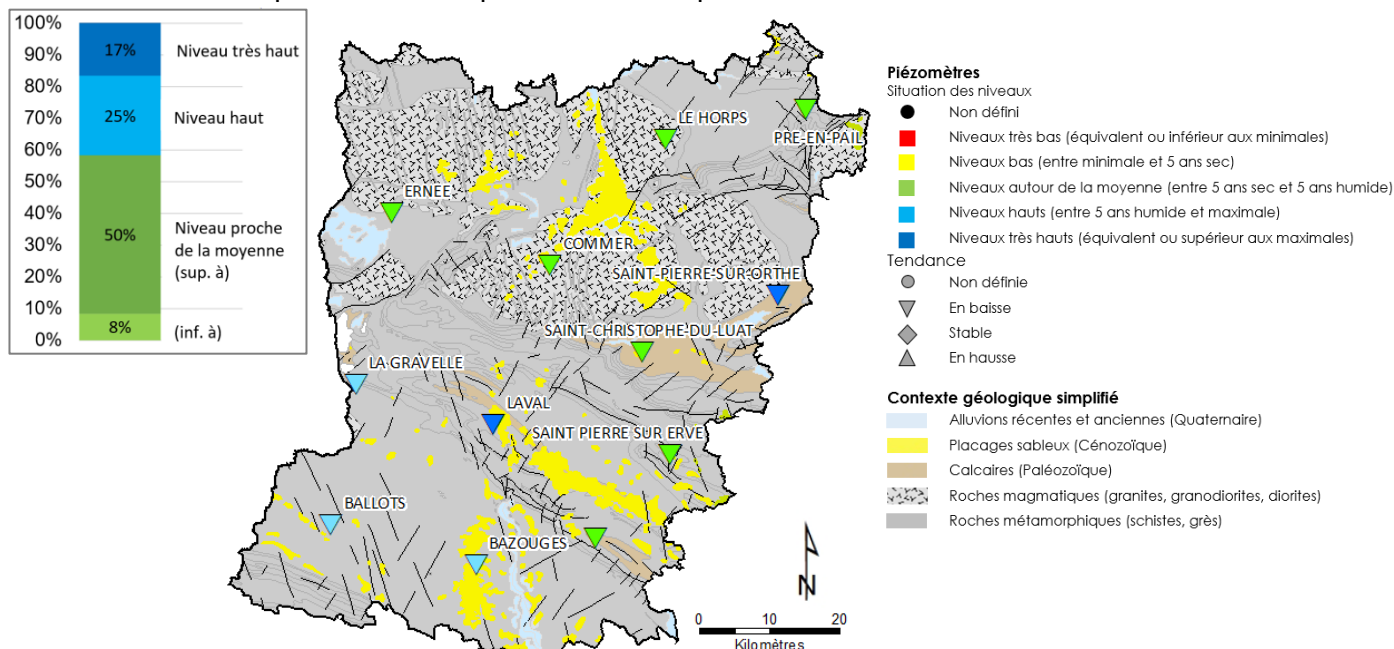 100%
90%
80%
70%
60%
50%
40%
30%
20%
10%
0%
17%
25%
50%
8%
Niveau très haut
Niveau haut
Niveau proche
de la moyenne
(sup. à)
(inf. à)
LE HORPS
PRE-EN-PAIL
ERNEE
COMMER
SAINT-PIERRE-SUR-ORTHE
SAINT-CHRISTOPHE-DU-LUAT
LA GRAVELLE
LAVAL
SAINT PIERRE SUR ERVE
BALLOTS
BAZOUGES
N
0 10 20
Kilomètres
Piézomètres
Situation des niveaux
Non défini
Niveaux très bas (équivalent ou inférieur aux minimales)
Niveaux bas (entre minimale et 5 ans sec)
Niveaux autour de la moyenne (entre 5 ans sec et 5 ans humide)
Niveaux hauts (entre 5 ans humide et maximale)
Niveaux très hauts (équivalent ou supérieur aux maximales)
Tendance
Non définie
En baisse
Stable
En hausse
Contexte géologique simplifié
Alluvions récentes et anciennes (Quaternaire)
Placages sableux (Cénozoïque)
Calcaires (Paléozoïque)
Roches magmatiques (granites, granodiorites, diorites)
Roches métamorphiques (schistes, grès)